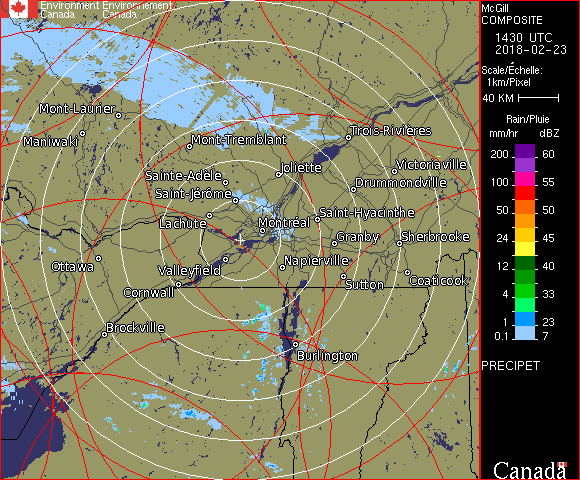 Environment Environnement
Canada Canada
McGill
COMPOSITE
1430 UTC
2018-02-23
Scale/Échelle:
1km/Pixel
40 KM
Rain/Pluie
mm/hr dBZ
200 60
100 55
50 50
24 45
12 40
4 33
1 23
0.1 7
PRECIPET
Canada
Mont-Laurier
Maniwaki
Mont-Tremblant
Trois-Rivières
Sainte-Adèle
Joliette
Victoriaville
Saint-Jérôme
Drummondville
Lachute
Montréal
Saint-Hyacinthe
Granby
Sherbrooke
Ottawa
Valleyfield
Napierville
Cornwall
Sutton
Coaticook
Brockville
Burlington